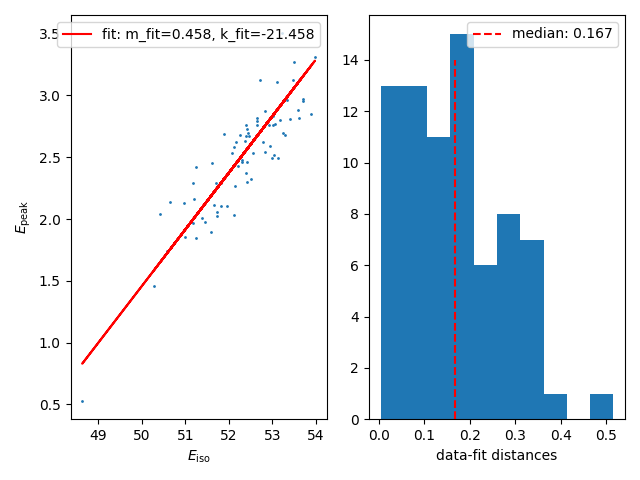 fit: m_fit=0.458, k_fit=-21.458
3.5
3.0
2.5
2.0
1.5
1.0
0.5
E_peak
49 50 51 52 53 54
E_iso
median: 0.167
14
12
10
8
6
4
2
0
0.0 0.1 0.2 0.3 0.4 0.5
data-fit distances